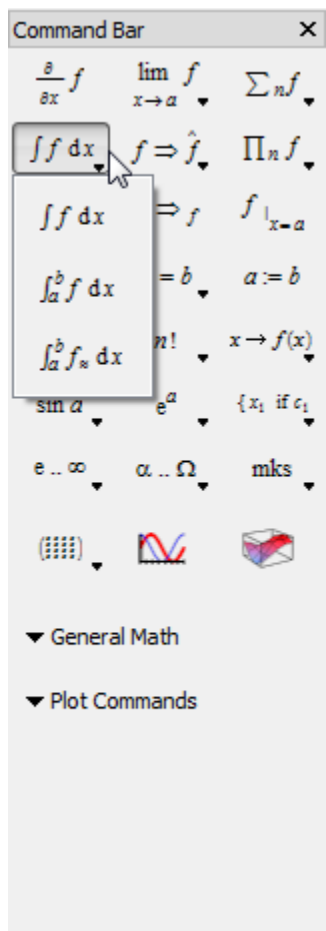 Command Bar ×
∂/∂x f lim x→a f ∑ n f
∫ f dx f ⇒ f̂ ∏ n f
∫ f dx ⇒ f f |x=a
∫ₐᵇ f dx = b a := b
∫ₐᵇ f≈ dx n! x → f(x)
sin a eᵃ {x₁ if c₁
e .. ∞ α .. Ω mks
General Math
Plot Commands